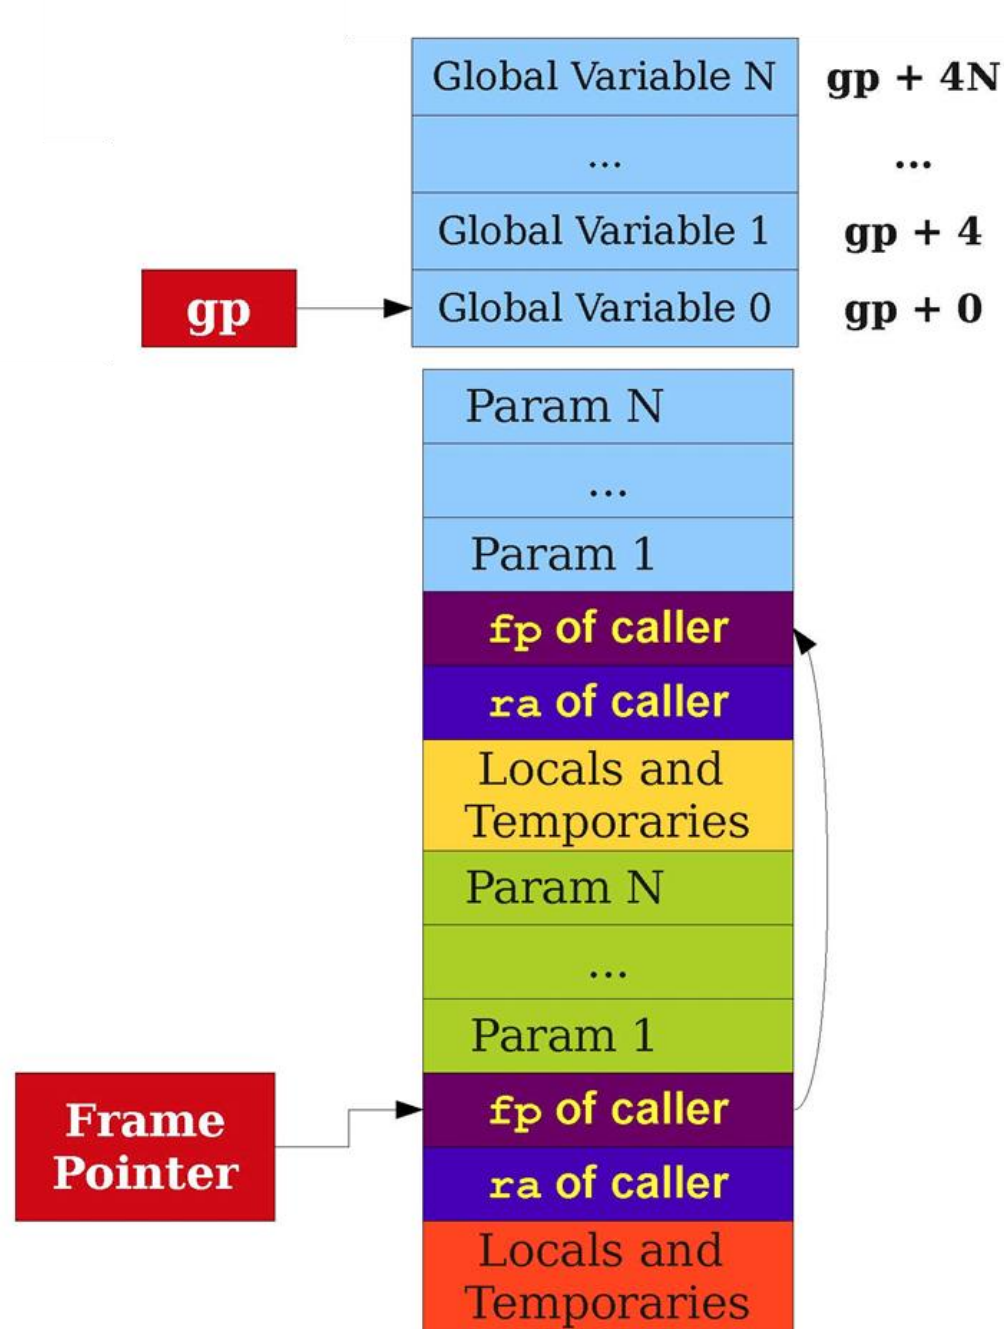 Global Variable N gp + 4N
... ...
Global Variable 1 gp + 4
gp Global Variable 0 gp + 0
Param N
...
Param 1
fp of caller
ra of caller
Locals and
Temporaries
Param N
...
Param 1
Frame
Pointer
fp of caller
ra of caller
Locals and
Temporaries